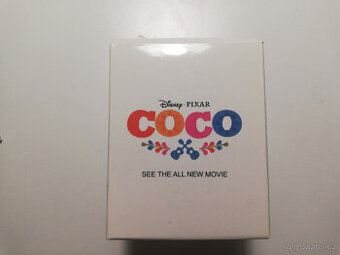 Disney · PIXAR
COCO
SEE THE ALL NEW MOVIE